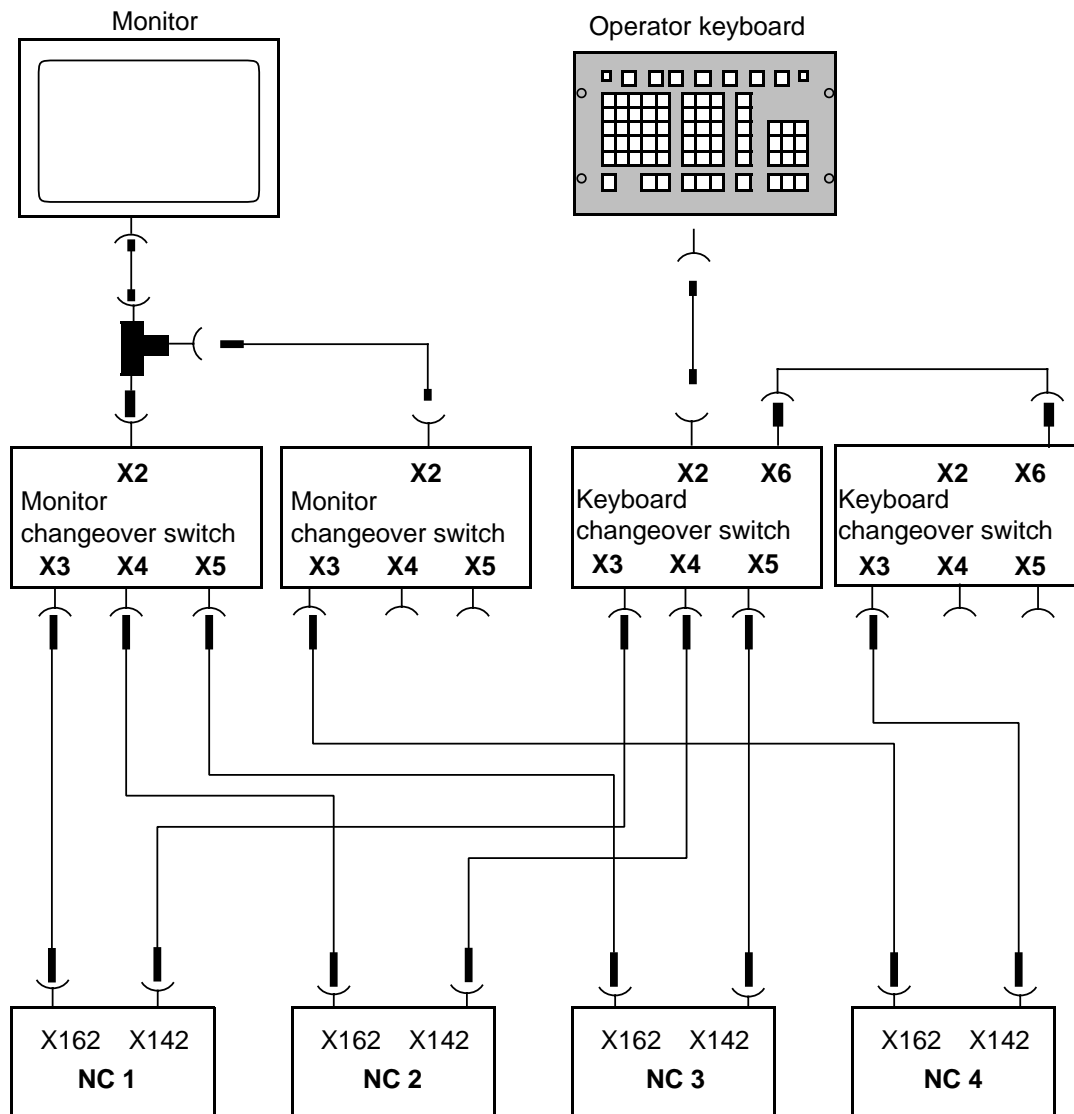 Monitor
Operator keyboard
X2
X2
X2 X6
X2 X6
Monitor
changeover switch
Monitor
changeover switch
Keyboard
changeover switch
Keyboard
changeover switch
X3 X4 X5
X3 X4 X5
X3 X4 X5
X3 X4 X5
X162 X142
NC 1
X162 X142
NC 2
X162 X142
NC 3
X162 X142
NC 4